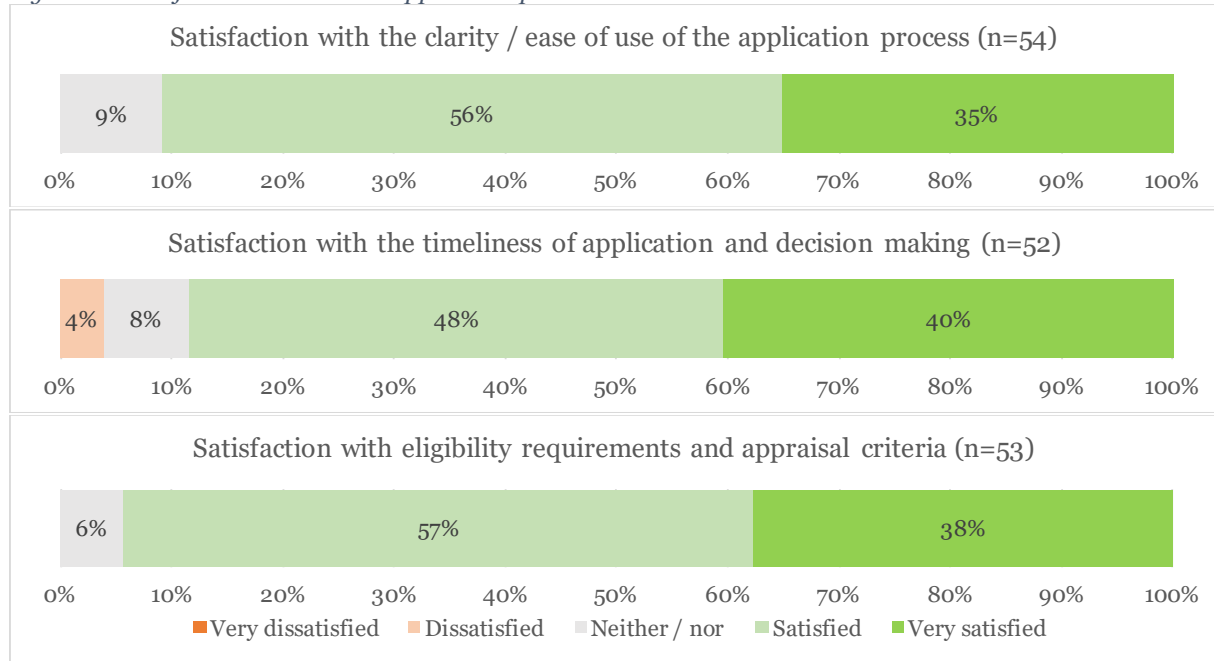 Satisfaction with the clarity / ease of use of the application process (n=54)
9% 56% 35%
0% 10% 20% 30% 40% 50% 60% 70% 80% 90% 100%
Satisfaction with the timeliness of application and decision making (n=52)
4% 8% 48% 40%
0% 10% 20% 30% 40% 50% 60% 70% 80% 90% 100%
Satisfaction with eligibility requirements and appraisal criteria (n=53)
6% 57% 38%
0% 10% 20% 30% 40% 50% 60% 70% 80% 90% 100%
Very dissatisfied Dissatisfied Neither / nor Satisfied Very satisfied